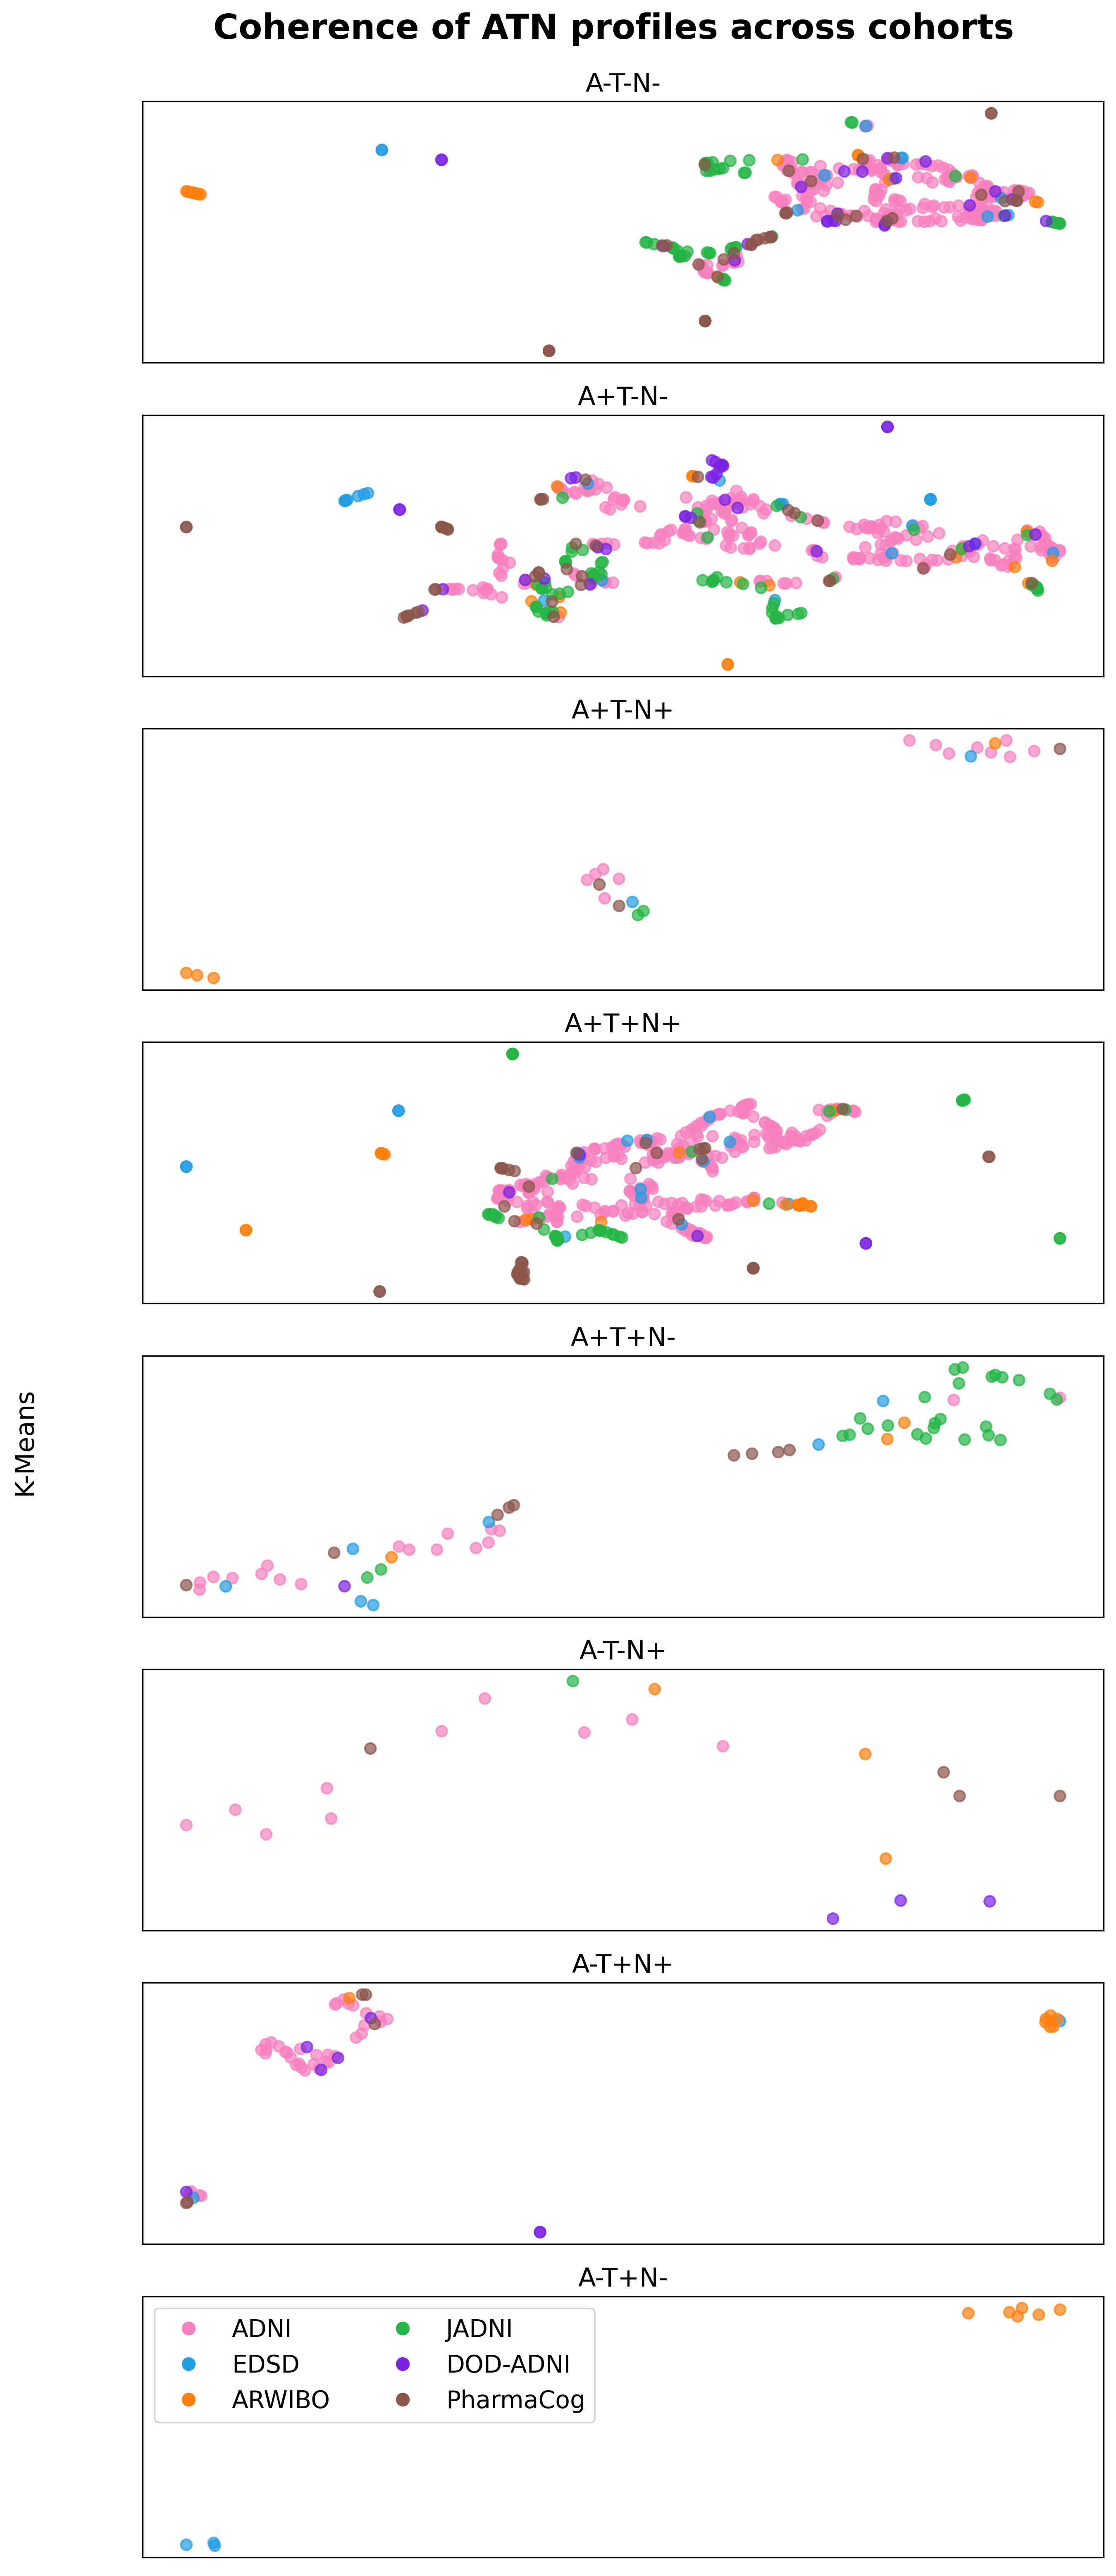 Coherence of ATN profiles across cohorts
A-T-N-
A+T-N-
A+T-N+
A+T+N+
A+T+N-
K-Means
A-T-N+
A-T+N+
A-T+N-
ADNI
EDSD
ARWIBO
JADNI
DOD-ADNI
PharmaCog